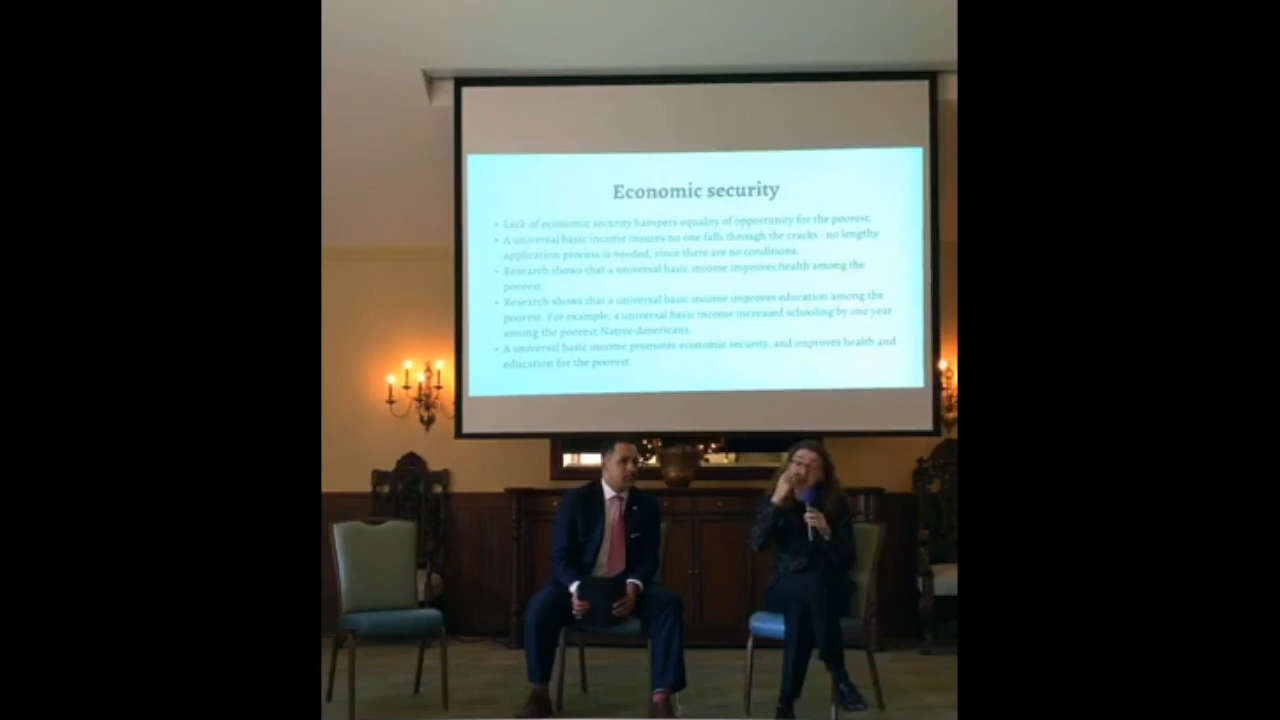 Economic security
• Lack of economic security hampers equality of opportunity for the poorest.
• A universal basic income insures no one falls through the cracks - no lengthy
application process is needed, since there are no conditions.
• Research shows that a universal basic income improves health among the
poorest.
• Research shows that a universal basic income improves education among the
poorest. For example, a universal basic income increased schooling by one year
among the poorest Native-Americans.
• A universal basic income promotes economic security, and improves health and
education for the poorest.